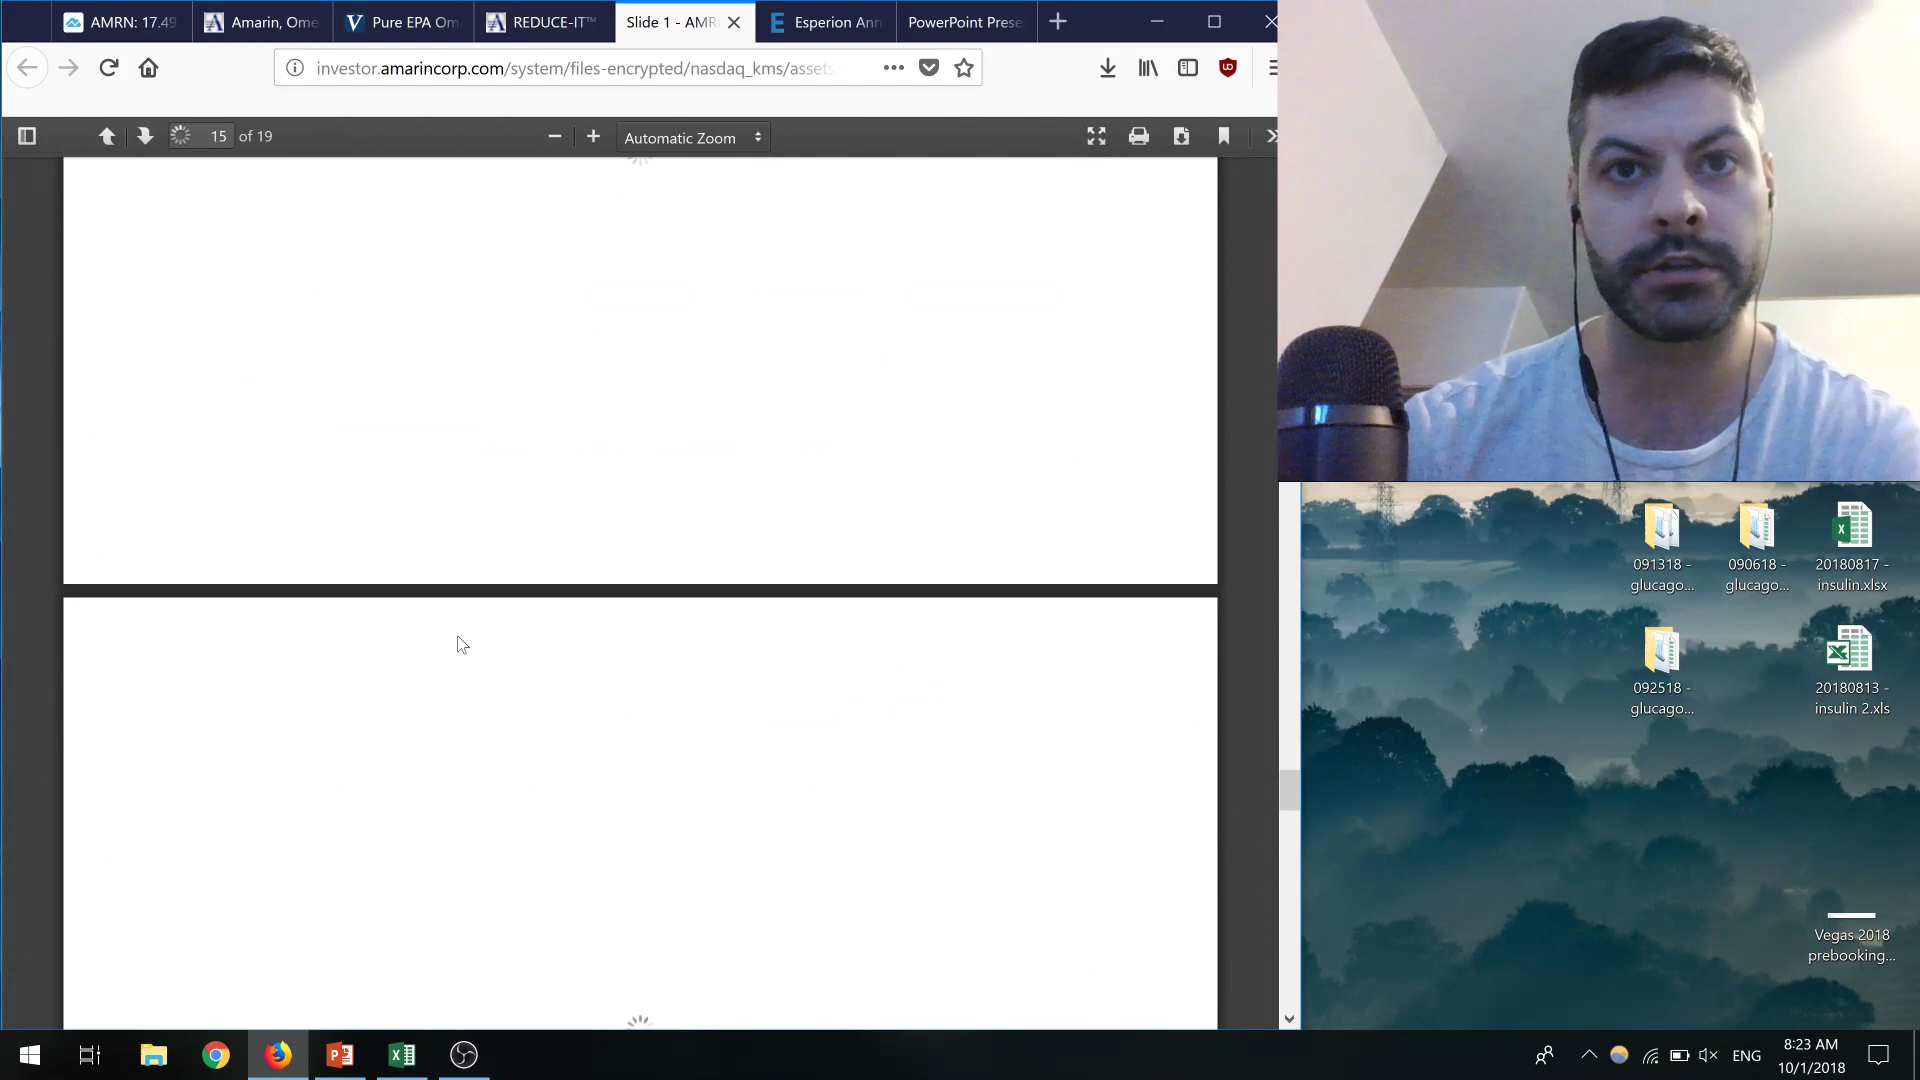 AMRN: 17.49
Amarin, Ome
V Pure EPA Om
REDUCE-IT™
Slide 1 - AMR
E Esperion Ann
PowerPoint Prese
investor.amarincorp.com/system/files-encrypted/nasdaq_kms/assets
15 of 19
Automatic Zoom
091318 -
glucago...
090618 -
glucago...
20180817 -
insulin.xlsx
092518 -
glucago...
20180813 -
insulin 2.xls
Vegas 2018
prebooking...
ENG
8:23 AM
10/1/2018